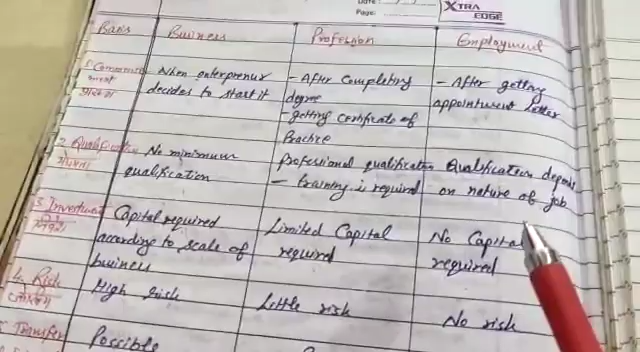 Date :
Page:
XTRA
EDGE
Basis Business Profession Employment
1. Commence When enterpreneur - After Completing - After getting
ment decides to start it degree appointment letter
- getting Certificate of
Practice
2. Qualification No minimum professional qualification Qualification depends
qualification - training is required on nature of job
3. Investment Capital required Limited Capital No Capital
according to scale of required required
business
4. Risk High risk Little risk No risk
5. Transfer Possible